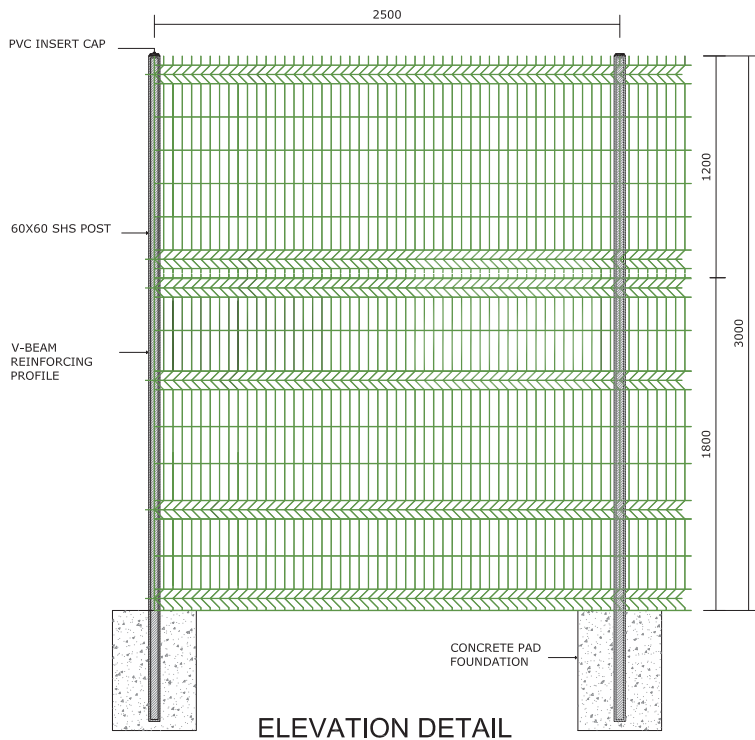 2500
PVC INSERT CAP
1200
60X60 SHS POST
3000
V-BEAM
REINFORCING
PROFILE
1800
CONCRETE PAD
FOUNDATION
ELEVATION DETAIL